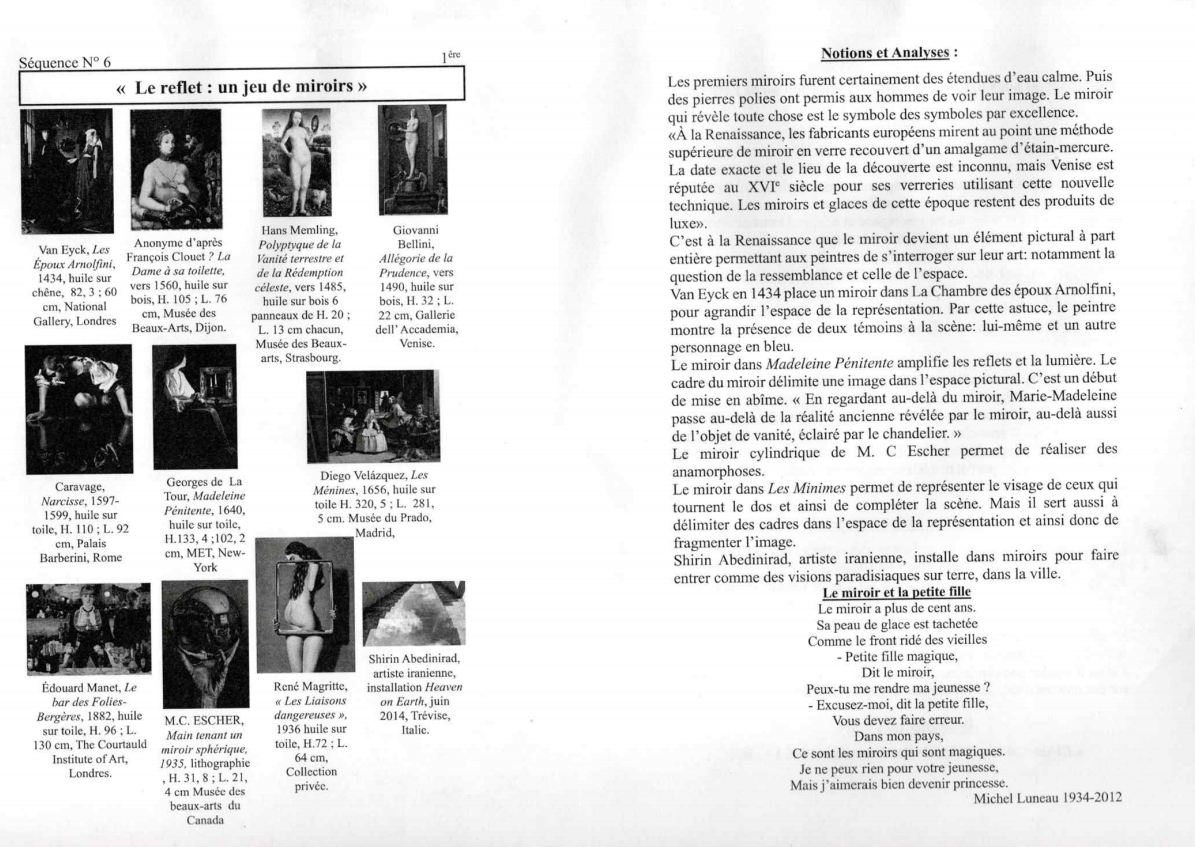 Séquence N° 6
1ère
« Le reflet : un jeu de miroirs »
Van Eyck, Les
Époux Arnolfini,
1434, huile sur
chêne, 82, 3 ; 60
cm, National
Gallery, Londres
Anonyme d'après
François Clouet ? La
Dame à sa toilette,
vers 1560, huile sur
bois, H. 105 ; L. 76
cm, Musée des
Beaux-Arts, Dijon.
Hans Memling,
Polyptyque de la
Vanité terrestre et
de la Rédemption
céleste, vers 1485,
huile sur bois 6
panneaux de H. 20 ;
L. 13 cm chacun,
Musée des Beaux-
arts, Strasbourg.
Giovanni
Bellini,
Allégorie de la
Prudence, vers
1490, huile sur
bois, H. 32 ; L.
22 cm, Gallerie
dell' Accademia,
Venise.
Caravage,
Narcisse, 1597-
1599, huile sur
toile, H. 110 ; L. 92
cm, Palais
Barberini, Rome
Georges de La
Tour, Madeleine
Pénitente, 1640,
huile sur toile,
H.133, 4 ;102, 2
cm, MET, New-
York
Diego Velázquez, Les
Ménines, 1656, huile sur
toile H. 320, 5 ; L. 281,
5 cm. Musée du Prado,
Madrid,
Édouard Manet, Le
bar des Folies-
Bergères, 1882, huile
sur toile, H. 96 ; L.
130 cm, The Courtauld
Institute of Art,
Londres.
M.C. ESCHER,
Main tenant un
miroir sphérique,
1935, lithographie
, H. 31, 8 ; L. 21,
4 cm Musée des
beaux-arts du
Canada
René Magritte,
« Les Liaisons
dangereuses »,
1936 huile sur
toile, H.72 ; L.
64 cm,
Collection
privée.
Shirin Abedinirad,
artiste iranienne,
installation Heaven
on Earth, juin
2014, Trévise,
Italie.
Notions et Analyses :
Les premiers miroirs furent certainement des étendues d'eau calme. Puis
des pierres polies ont permis aux hommes de voir leur image. Le miroir
qui révèle toute chose est le symbole des symboles par excellence.
«À la Renaissance, les fabricants européens mirent au point une méthode
supérieure de miroir en verre recouvert d'un amalgame d'étain-mercure.
La date exacte et le lieu de la découverte est inconnu, mais Venise est
réputée au XVIe siècle pour ses verreries utilisant cette nouvelle
technique. Les miroirs et glaces de cette époque restent des produits de
luxe».
C'est à la Renaissance que le miroir devient un élément pictural à part
entière permettant aux peintres de s'interroger sur leur art: notamment la
question de la ressemblance et celle de l'espace.
Van Eyck en 1434 place un miroir dans La Chambre des époux Arnolfini,
pour agrandir l'espace de la représentation. Par cette astuce, le peintre
montre la présence de deux témoins à la scène: lui-même et un autre
personnage en bleu.
Le miroir dans Madeleine Pénitente amplifie les reflets et la lumière. Le
cadre du miroir délimite une image dans l'espace pictural. C'est un début
de mise en abîme. « En regardant au-delà du miroir, Marie-Madeleine
passe au-delà de la réalité ancienne révélée par le miroir, au-delà aussi
de l'objet de vanité, éclairé par le chandelier. »
Le miroir cylindrique de M. C Escher permet de réaliser des
anamorphoses.
Le miroir dans Les Minimes permet de représenter le visage de ceux qui
tournent le dos et ainsi de compléter la scène. Mais il sert aussi à
délimiter des cadres dans l'espace de la représentation et ainsi donc de
fragmenter l'image.
Shirin Abedinirad, artiste iranienne, installe dans miroirs pour faire
entrer comme des visions paradisiaques sur terre, dans la ville.
Le miroir et la petite fille
Le miroir a plus de cent ans.
Sa peau de glace est tachetée
Comme le front ridé des vieilles
- Petite fille magique,
Dit le miroir,
Peux-tu me rendre ma jeunesse ?
- Excusez-moi, dit la petite fille,
Vous devez faire erreur.
Dans mon pays,
Ce sont les miroirs qui sont magiques.
Je ne peux rien pour votre jeunesse,
Mais j'aimerais bien devenir princesse.
Michel Luneau 1934-2012